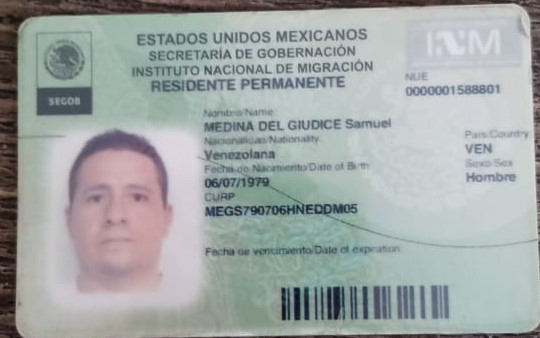 ESTADOS UNIDOS MEXICANOS
SECRETARÍA DE GOBERNACIÓN
INSTITUTO NACIONAL DE MIGRACIÓN
RESIDENTE PERMANENTE
SEGOB
INM
NUE
0000001588801
Nombre/Name
MEDINA DEL GIUDICE Samuel
Nacionalidad/Nationality
Venezolana
País/Country
VEN
Fecha de Nacimiento/Date of Birth
06/07/1979
Sexo/Sex
Hombre
CURP
MEGS790706HNEDDM05
Fecha de vencimiento/Date of expiration